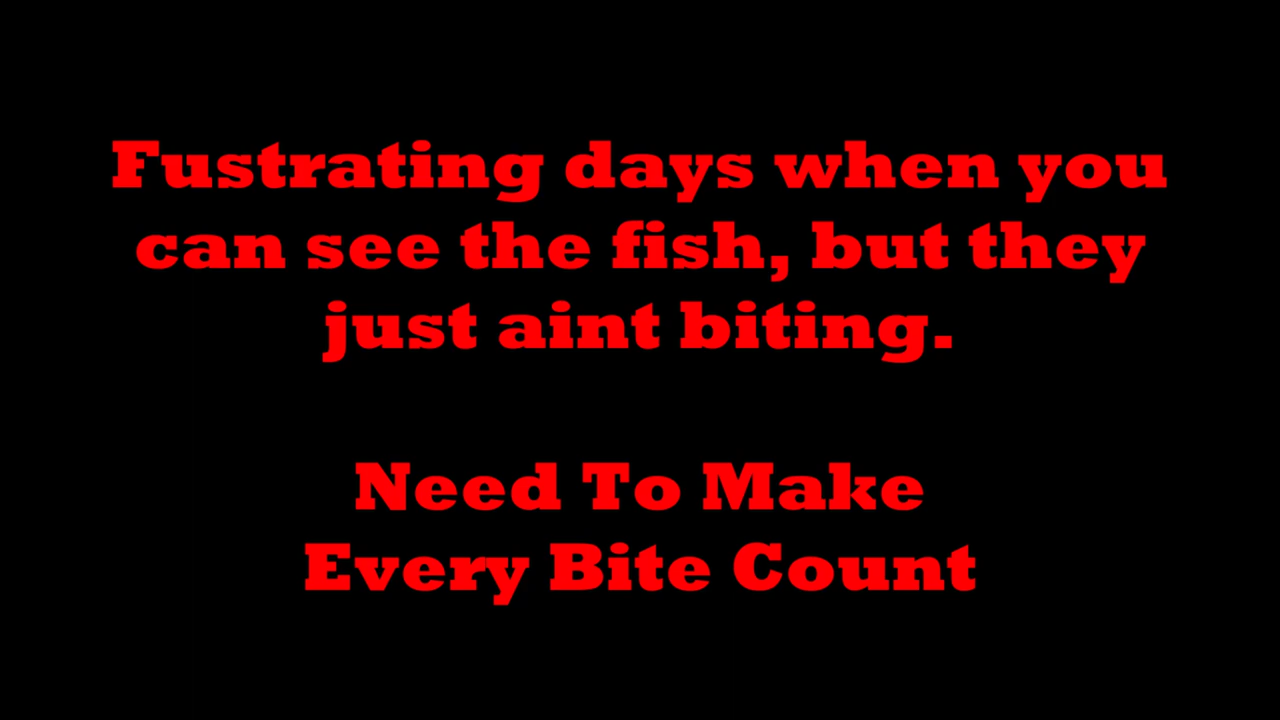 Fustrating days when you
can see the fish, but they
just aint biting.
Need To Make
Every Bite Count